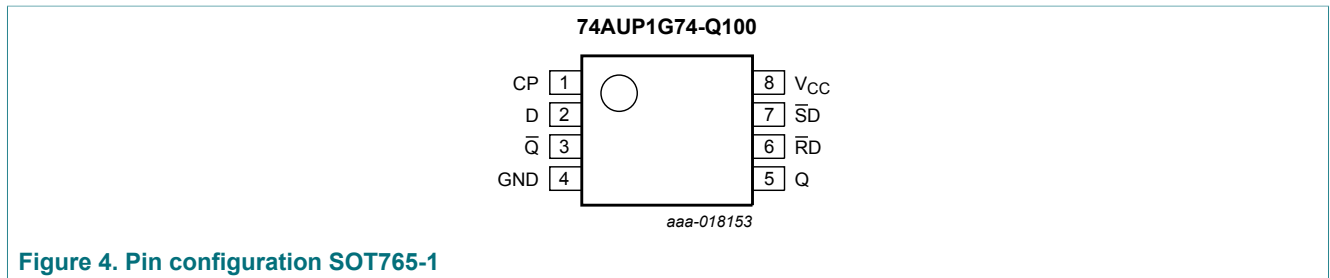 74AUP1G74-Q100
CP 1 8 VCC
D 2 7 S̅D
Q̅ 3 6 R̅D
GND 4 5 Q
aaa-018153
Figure 4. Pin configuration SOT765-1